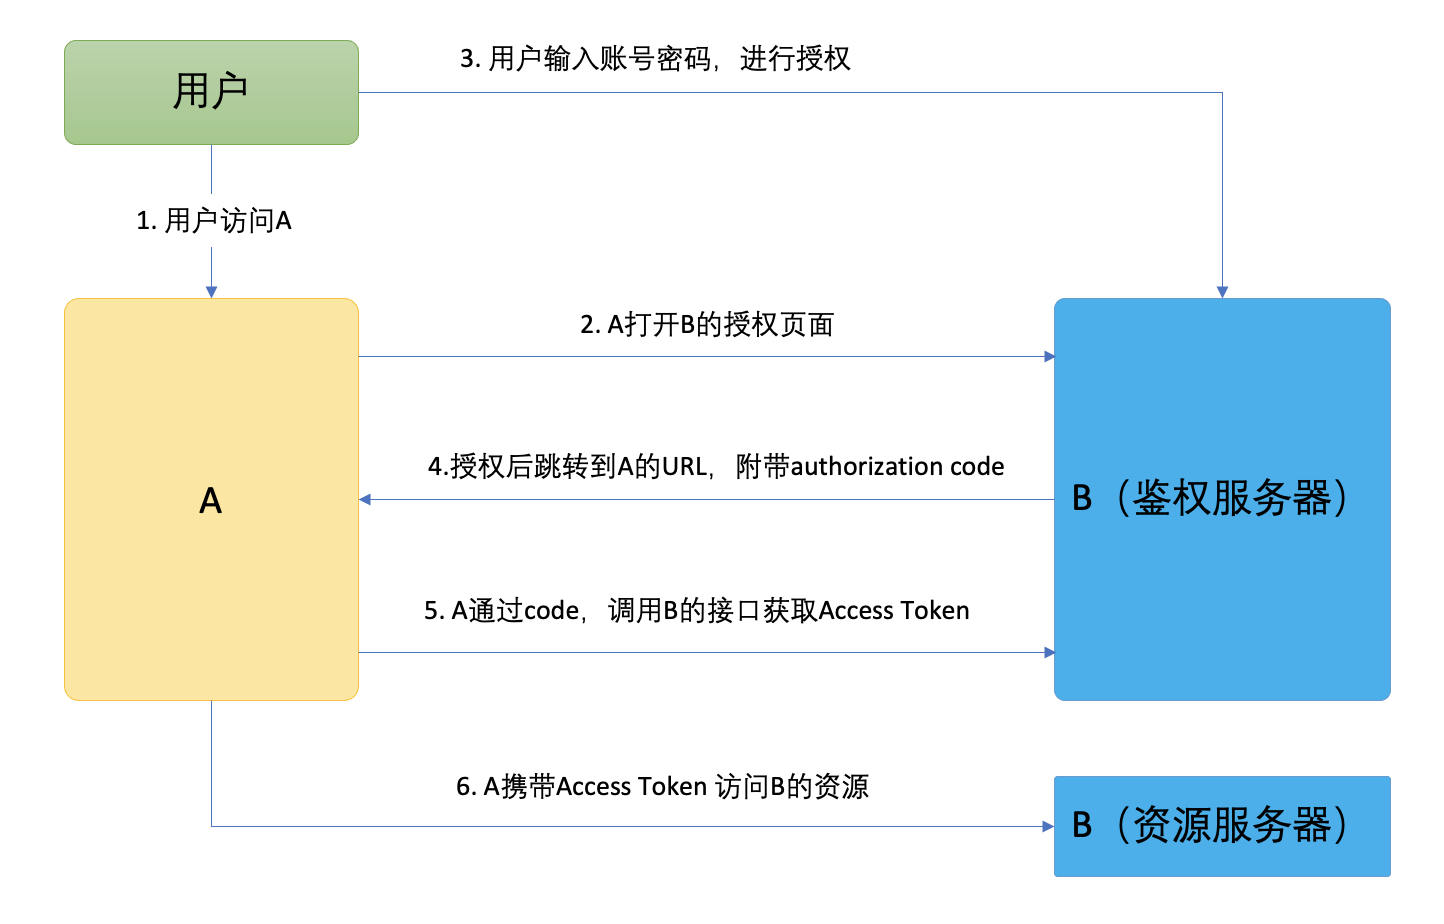 3. 用户输入账号密码，进行授权
用户
1. 用户访问A
2. A打开B的授权页面
4.授权后跳转到A的URL，附带authorization code
A
B（鉴权服务器）
5. A通过code，调用B的接口获取Access Token
6. A携带Access Token 访问B的资源
B（资源服务器）